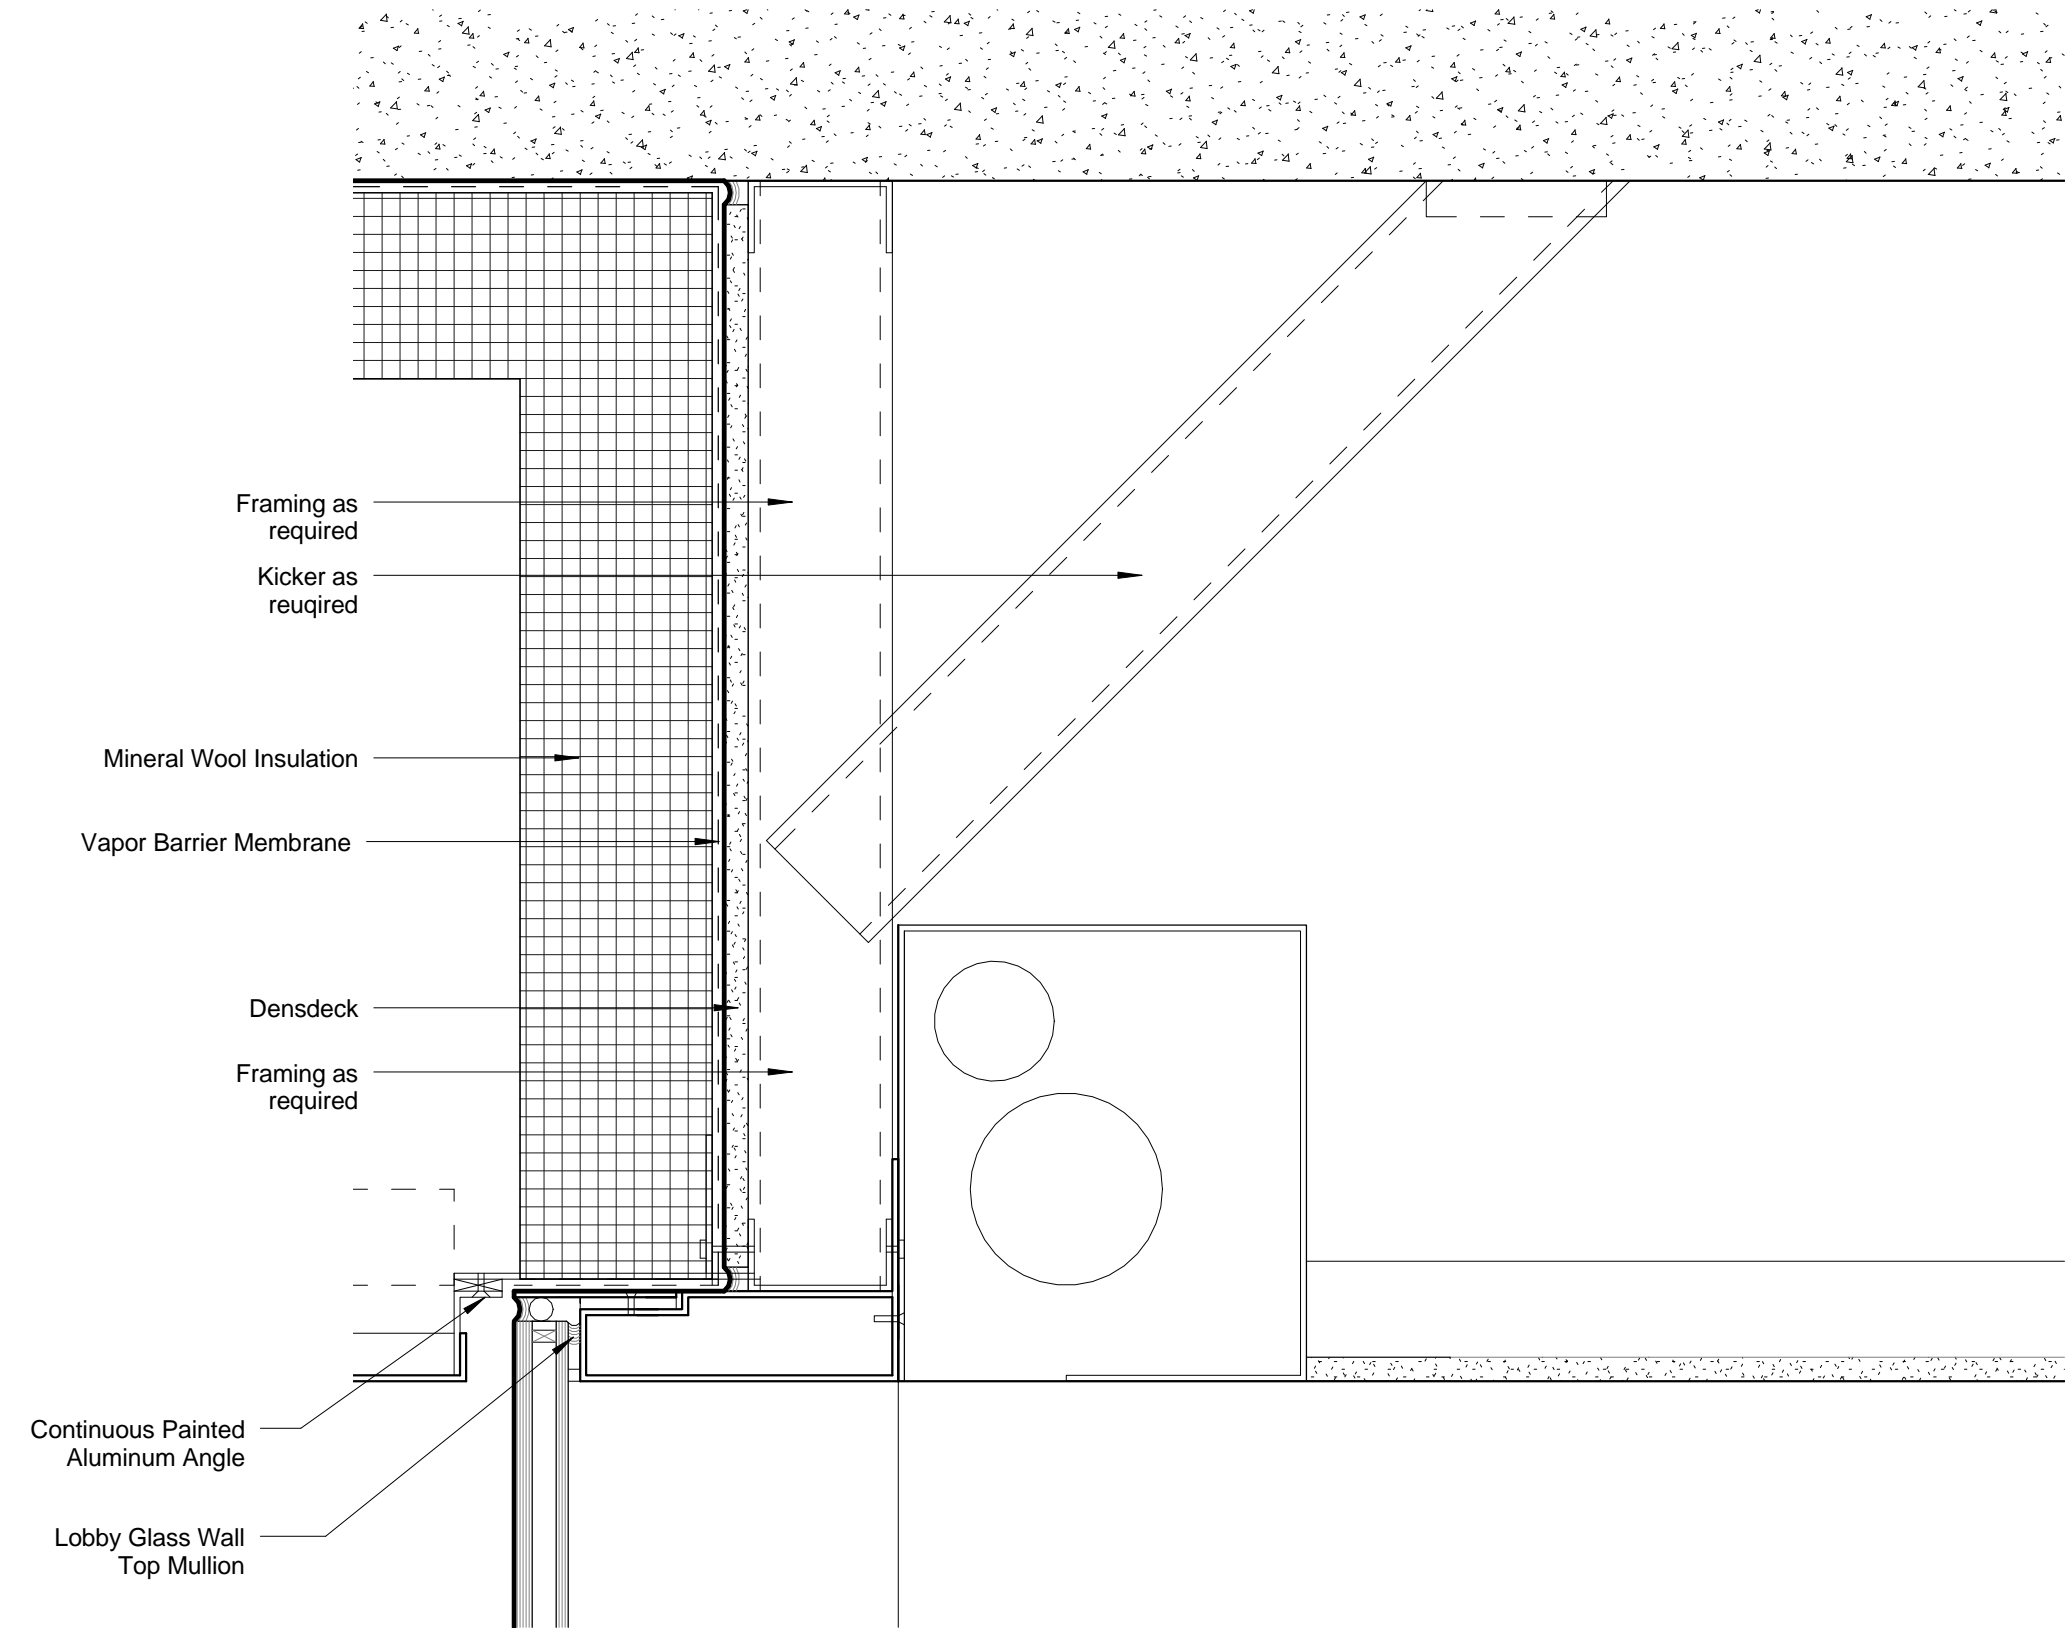 Framing as
required
Kicker as
reuqired
Mineral Wool Insulation
Vapor Barrier Membrane
Densdeck
Framing as
required
Continuous Painted
Aluminum Angle
Lobby Glass Wall
Top Mullion